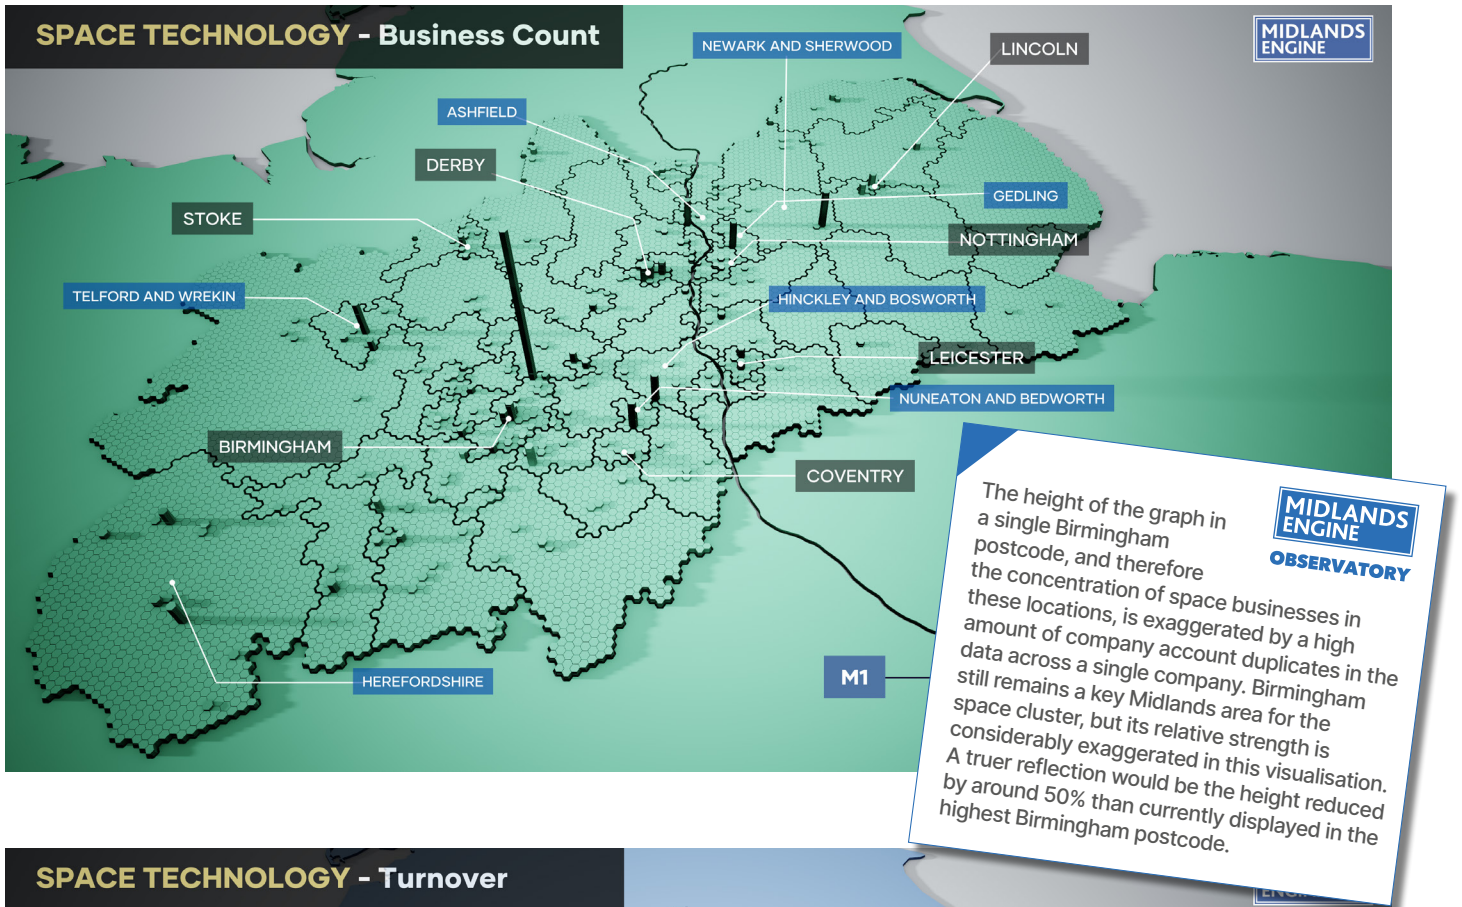 SPACE TECHNOLOGY - Business Count
MIDLANDS
ENGINE
NEWARK AND SHERWOOD
LINCOLN
ASHFIELD
DERBY
GEDLING
STOKE
NOTTINGHAM
TELFORD AND WREKIN
HINCKLEY AND BOSWORTH
LEICESTER
NUNEATON AND BEDWORTH
BIRMINGHAM
COVENTRY
HEREFORDSHIRE
M1
MIDLANDS
ENGINE
OBSERVATORY
The height of the graph in
a single Birmingham
postcode, and therefore
the concentration of space businesses in
these locations, is exaggerated by a high
amount of company account duplicates in the
data across a single company. Birmingham
still remains a key Midlands area for the
space cluster, but its relative strength is
considerably exaggerated in this visualisation.
A truer reflection would be the height reduced
by around 50% than currently displayed in the
highest Birmingham postcode.
SPACE TECHNOLOGY - Turnover